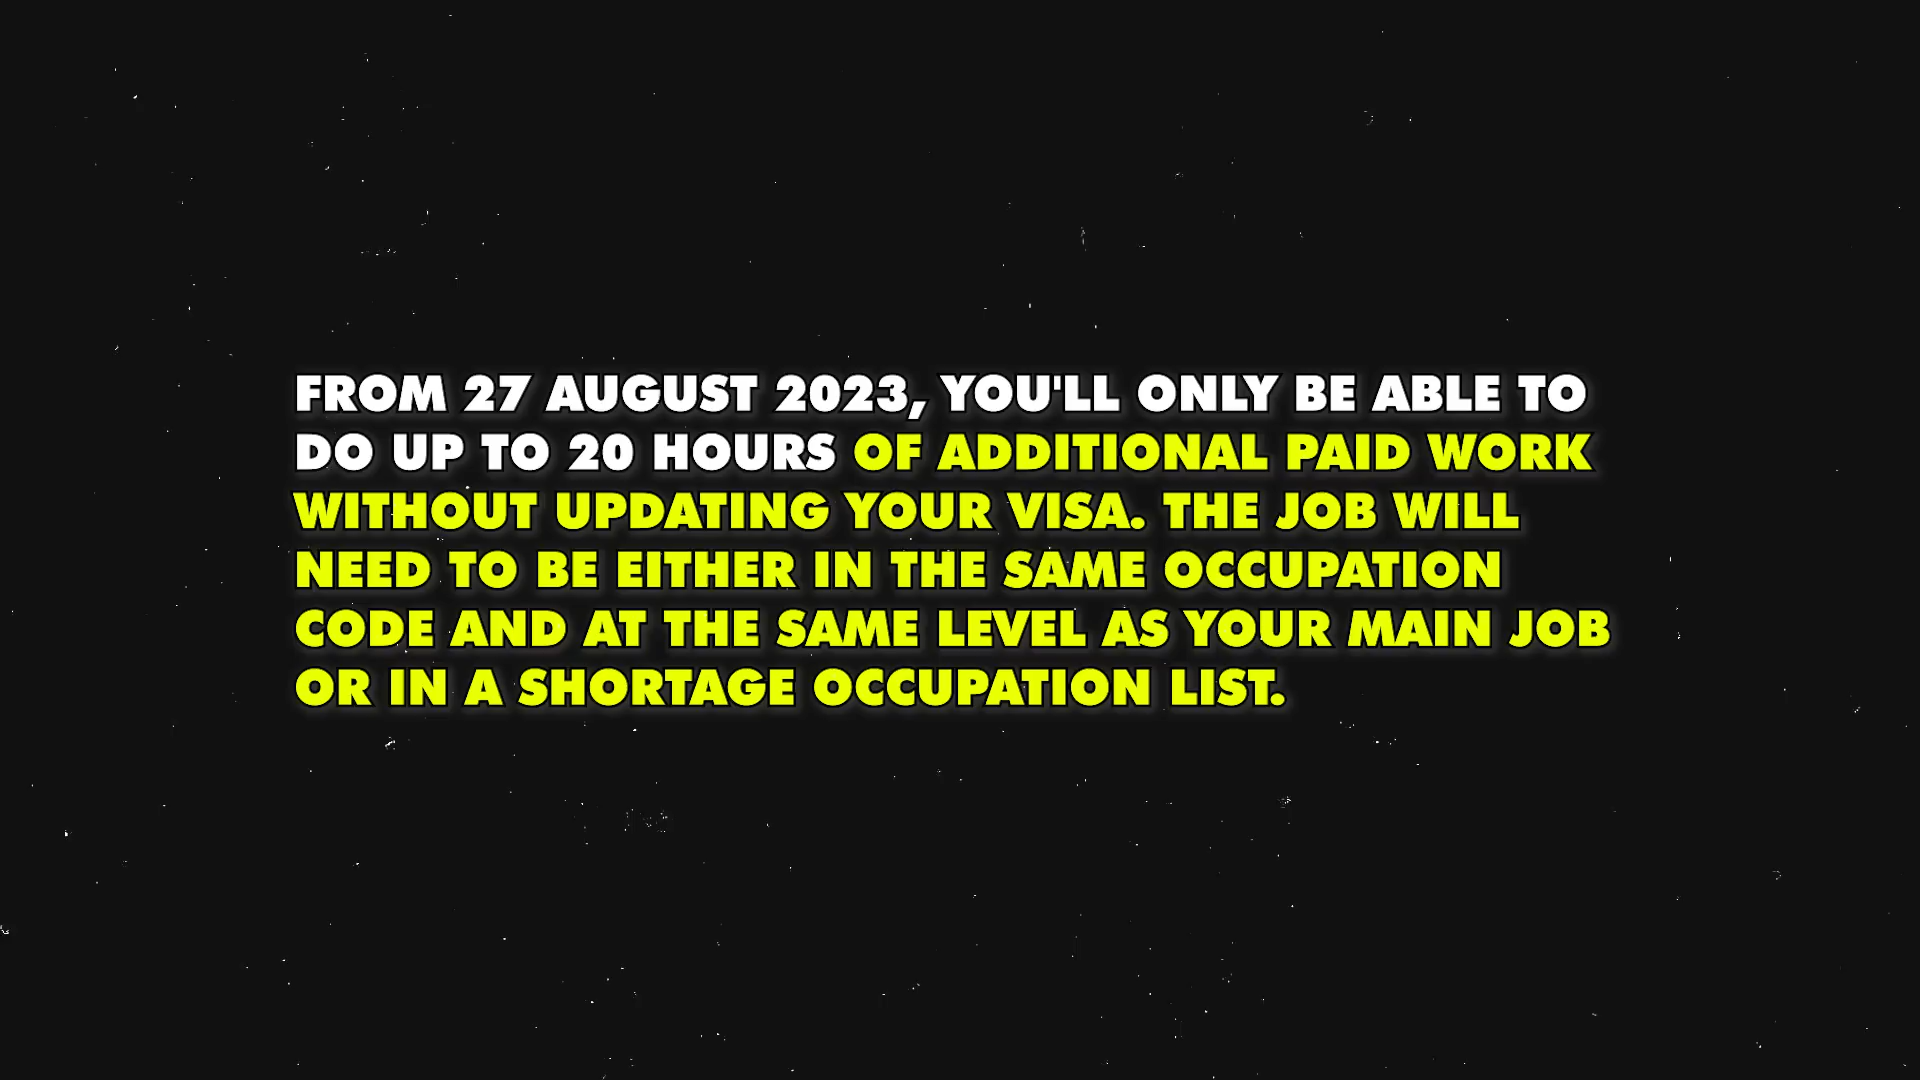 FROM 27 AUGUST 2023, YOU'LL ONLY BE ABLE TO
DO UP TO 20 HOURS OF ADDITIONAL PAID WORK
WITHOUT UPDATING YOUR VISA. THE JOB WILL
NEED TO BE EITHER IN THE SAME OCCUPATION
CODE AND AT THE SAME LEVEL AS YOUR MAIN JOB
OR IN A SHORTAGE OCCUPATION LIST.